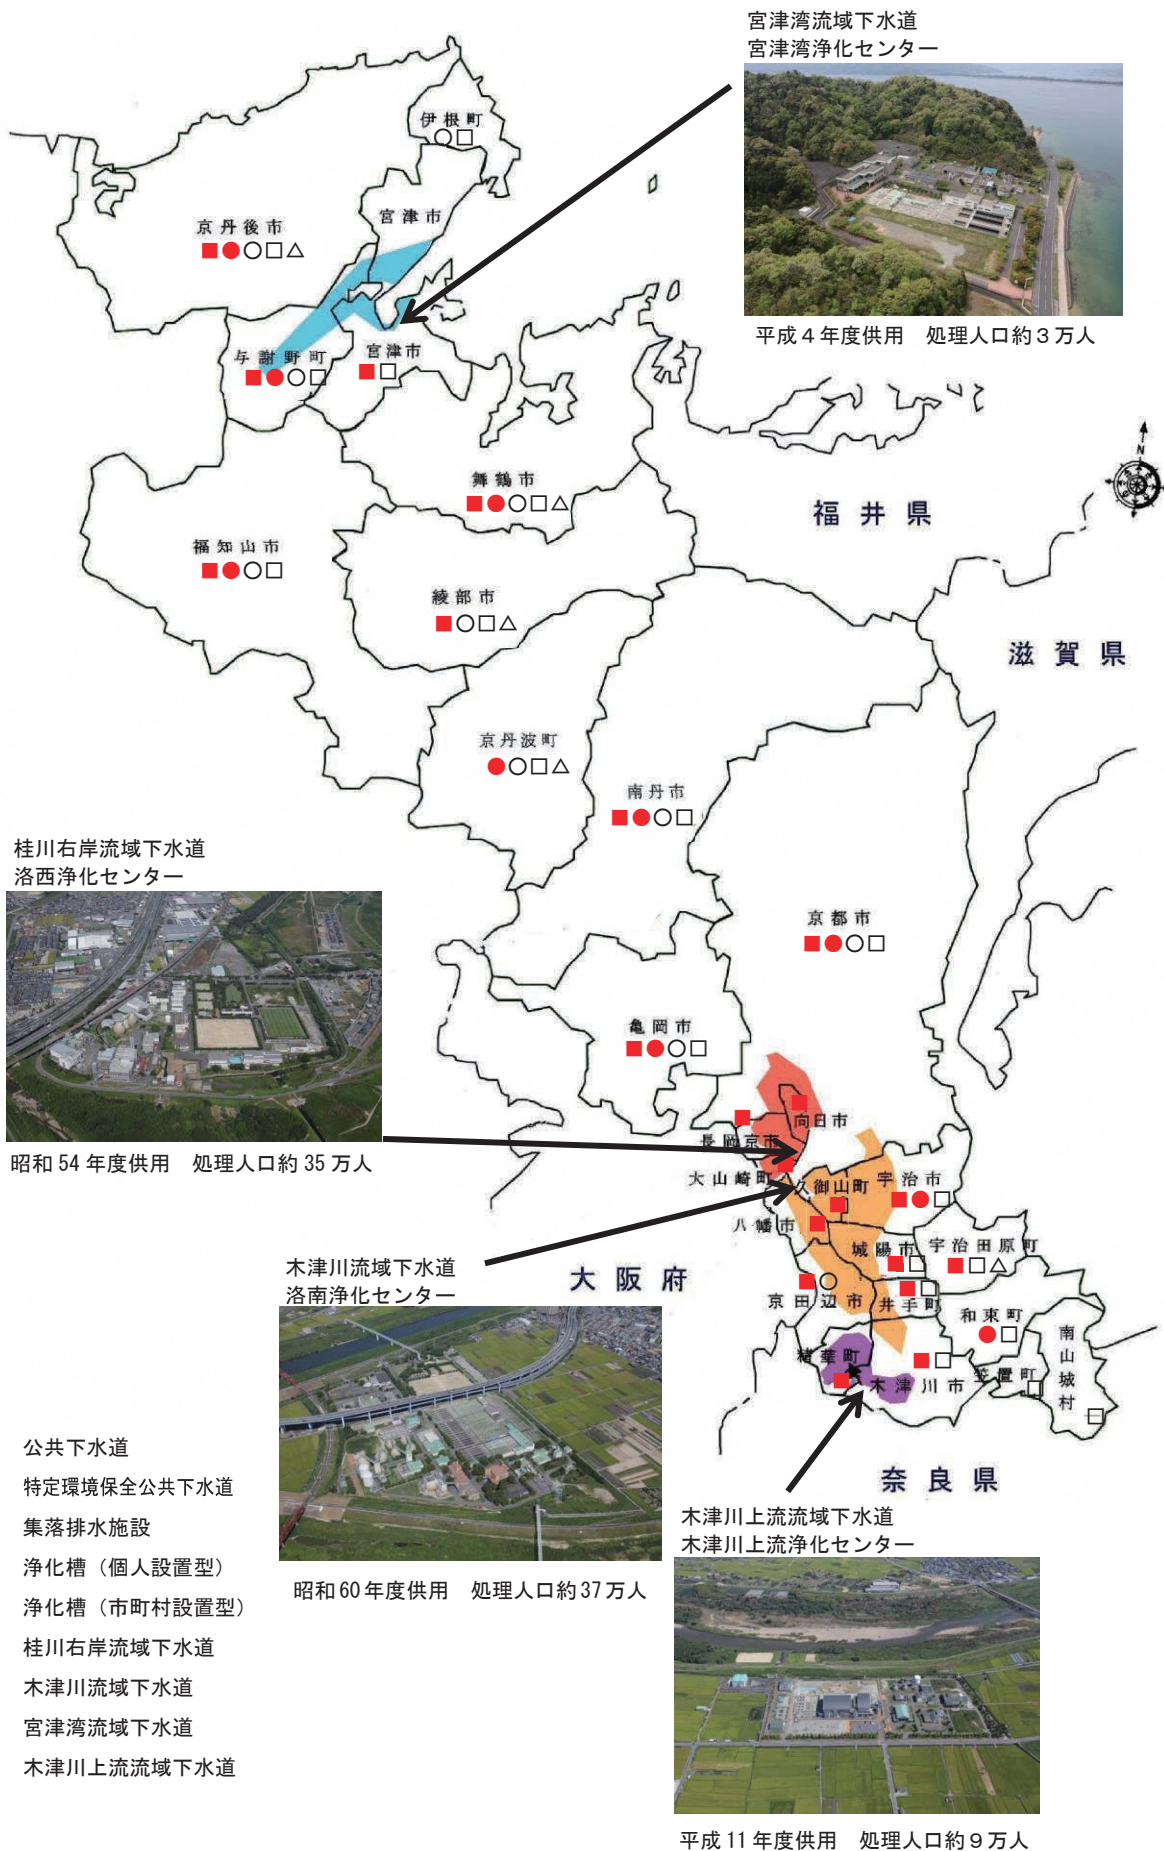 宮津湾流域下水道
宮津湾浄化センター
平成４年度供用　処理人口約３万人
伊根町
○□
宮津市
京丹後市
■●○□△
与謝野町
■●○□
宮津市
■□
舞鶴市
■●○□△
福井県
N
福知山市
■●○□
綾部市
■○□△
滋賀県
京丹波町
●○□△
南丹市
■●○□
桂川右岸流域下水道
洛西浄化センター
昭和 54 年度供用　処理人口約 35 万人
京都市
■●○□
亀岡市
■●○□
向日市
長岡京市
大山崎町
久御山町
宇治市
■●□
八幡市
城陽市
■□
宇治田原町
■□△
京田辺市
■○
井手町
■□
和束町
●□
南山城村
□
笠置町
□
精華町
木津川市
■□
大阪府
奈良県
木津川流域下水道
洛南浄化センター
昭和 60 年度供用　処理人口約 37 万人
木津川上流流域下水道
木津川上流浄化センター
平成 11 年度供用　処理人口約９万人
公共下水道
特定環境保全公共下水道
集落排水施設
浄化槽（個人設置型）
浄化槽（市町村設置型）
桂川右岸流域下水道
木津川流域下水道
宮津湾流域下水道
木津川上流流域下水道